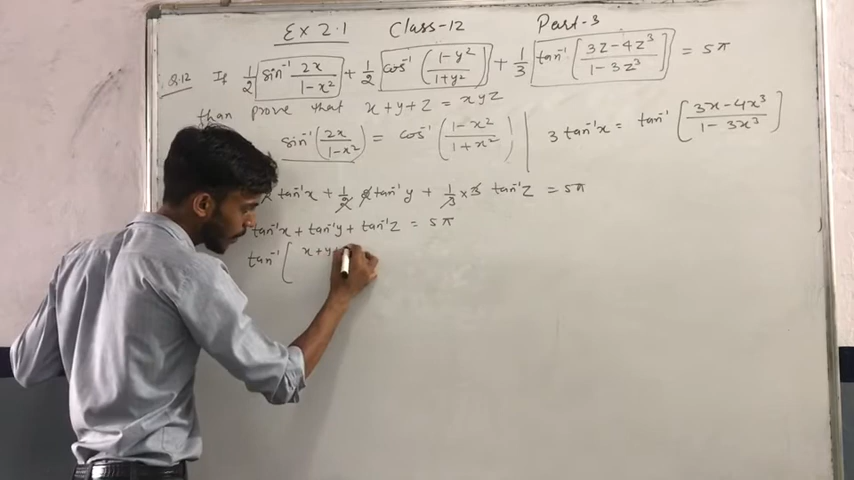 Ex 2.1 Class-12 Part-3
Q.12 If 1/2 sin⁻¹ 2x/(1-x²) + 1/2 cos⁻¹ ((1-y²)/(1+y²)) + 1/3 tan⁻¹ [(3Z-4Z³)/(1-3Z³)] = 5π
than prove that x+y+Z = xyZ
sin⁻¹(2x/(1-x²)) = cos⁻¹((1-x²)/(1+x²)) | 3 tan⁻¹x = tan⁻¹[(3x-4x³)/(1-3x³)]
tan⁻¹x + 1/2 × 2 tan⁻¹y + 1/3 × 3 tan⁻¹Z = 5π
tan⁻¹x + tan⁻¹y + tan⁻¹Z = 5π
tan⁻¹[ x+y+